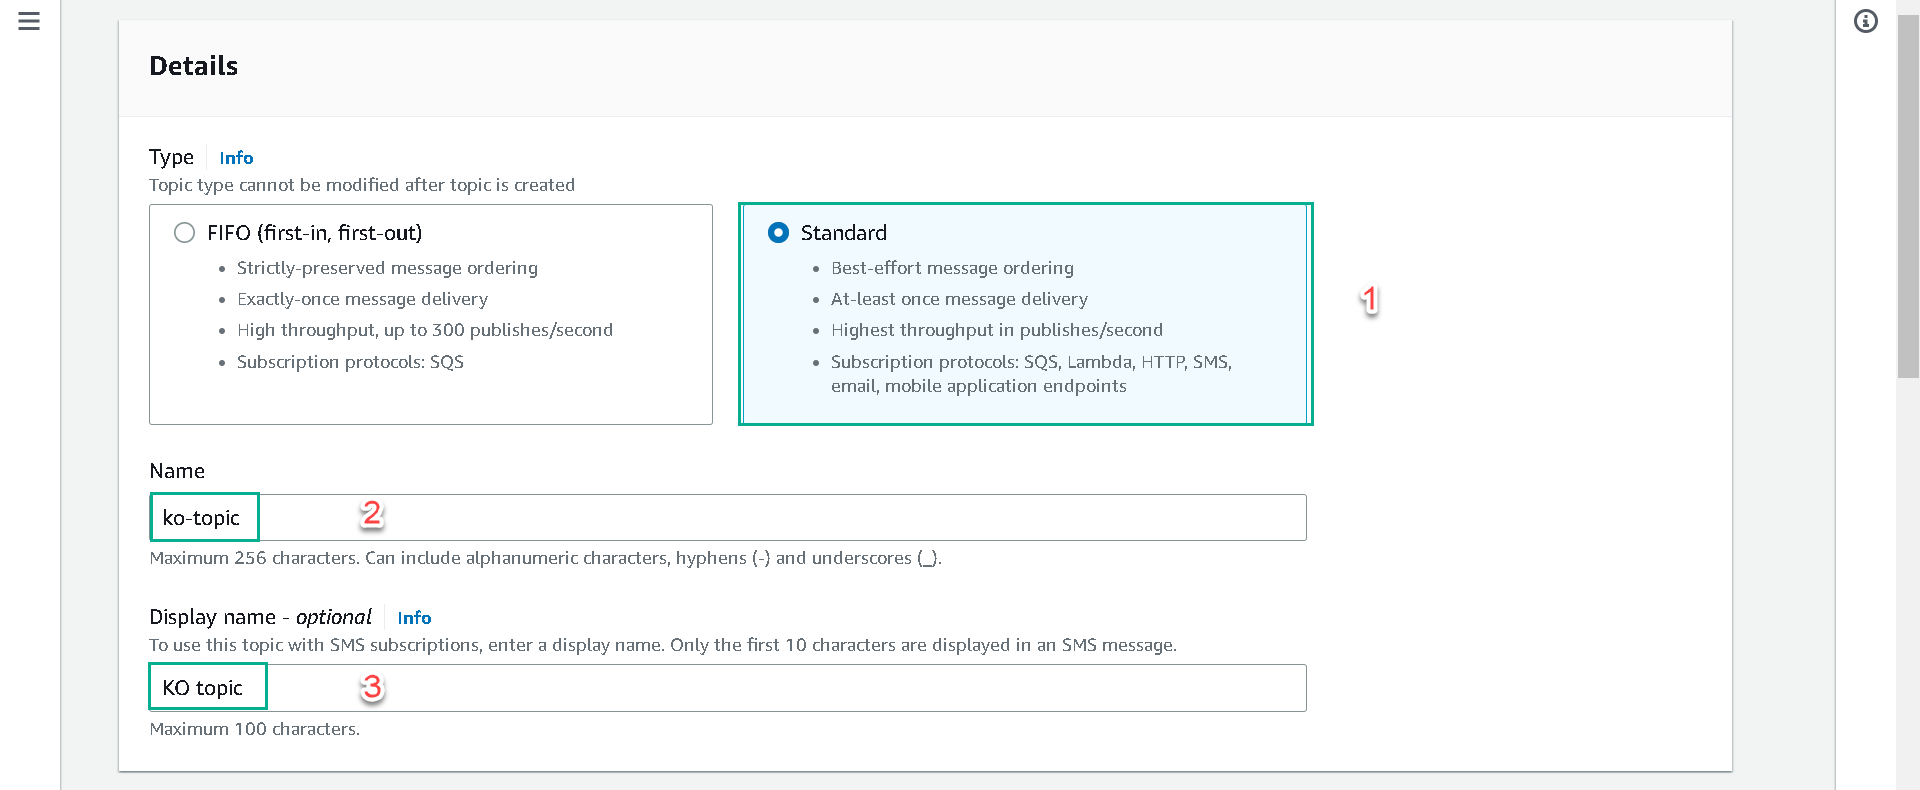 Details
Type Info
Topic type cannot be modified after topic is created
FIFO (first-in, first-out)
• Strictly-preserved message ordering
• Exactly-once message delivery
• High throughput, up to 300 publishes/second
• Subscription protocols: SQS
Standard
• Best-effort message ordering
• At-least once message delivery
• Highest throughput in publishes/second
• Subscription protocols: SQS, Lambda, HTTP, SMS,
email, mobile application endpoints
1
Name
ko-topic 2
Maximum 256 characters. Can include alphanumeric characters, hyphens (-) and underscores (_).
Display name - optional Info
To use this topic with SMS subscriptions, enter a display name. Only the first 10 characters are displayed in an SMS message.
KO topic 3
Maximum 100 characters.